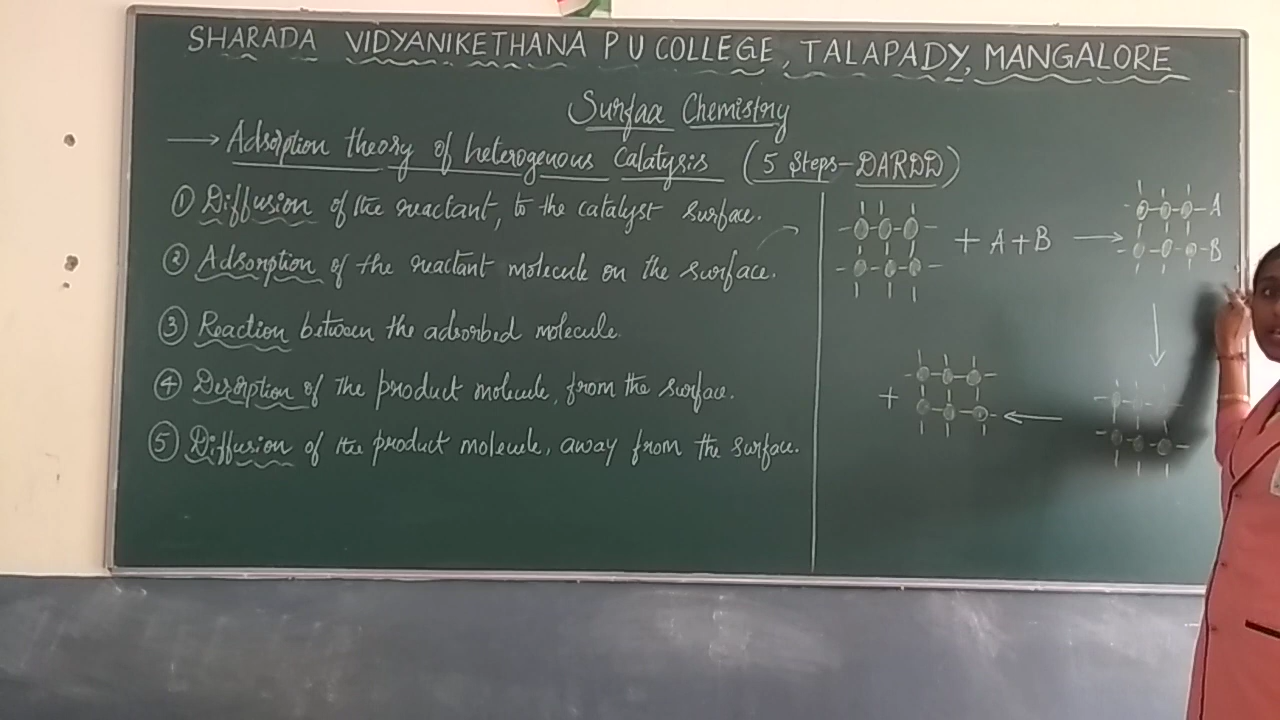 SHARADA VIDYANIKETHANA P U COLLEGE, TALAPADY, MANGALORE
Surface Chemistry
→ Adsorption theory of heterogenous Catalysis (5 Steps-DARDD)
① Diffusion of the reactant, to the catalyst surface.
② Adsorption of the reactant molecule on the surface.
③ Reaction between the adsorbed molecule.
④ Desorption of the product molecule, from the surface.
⑤ Diffusion of the product molecule, away from the surface.
+ A+B →
A
B
+